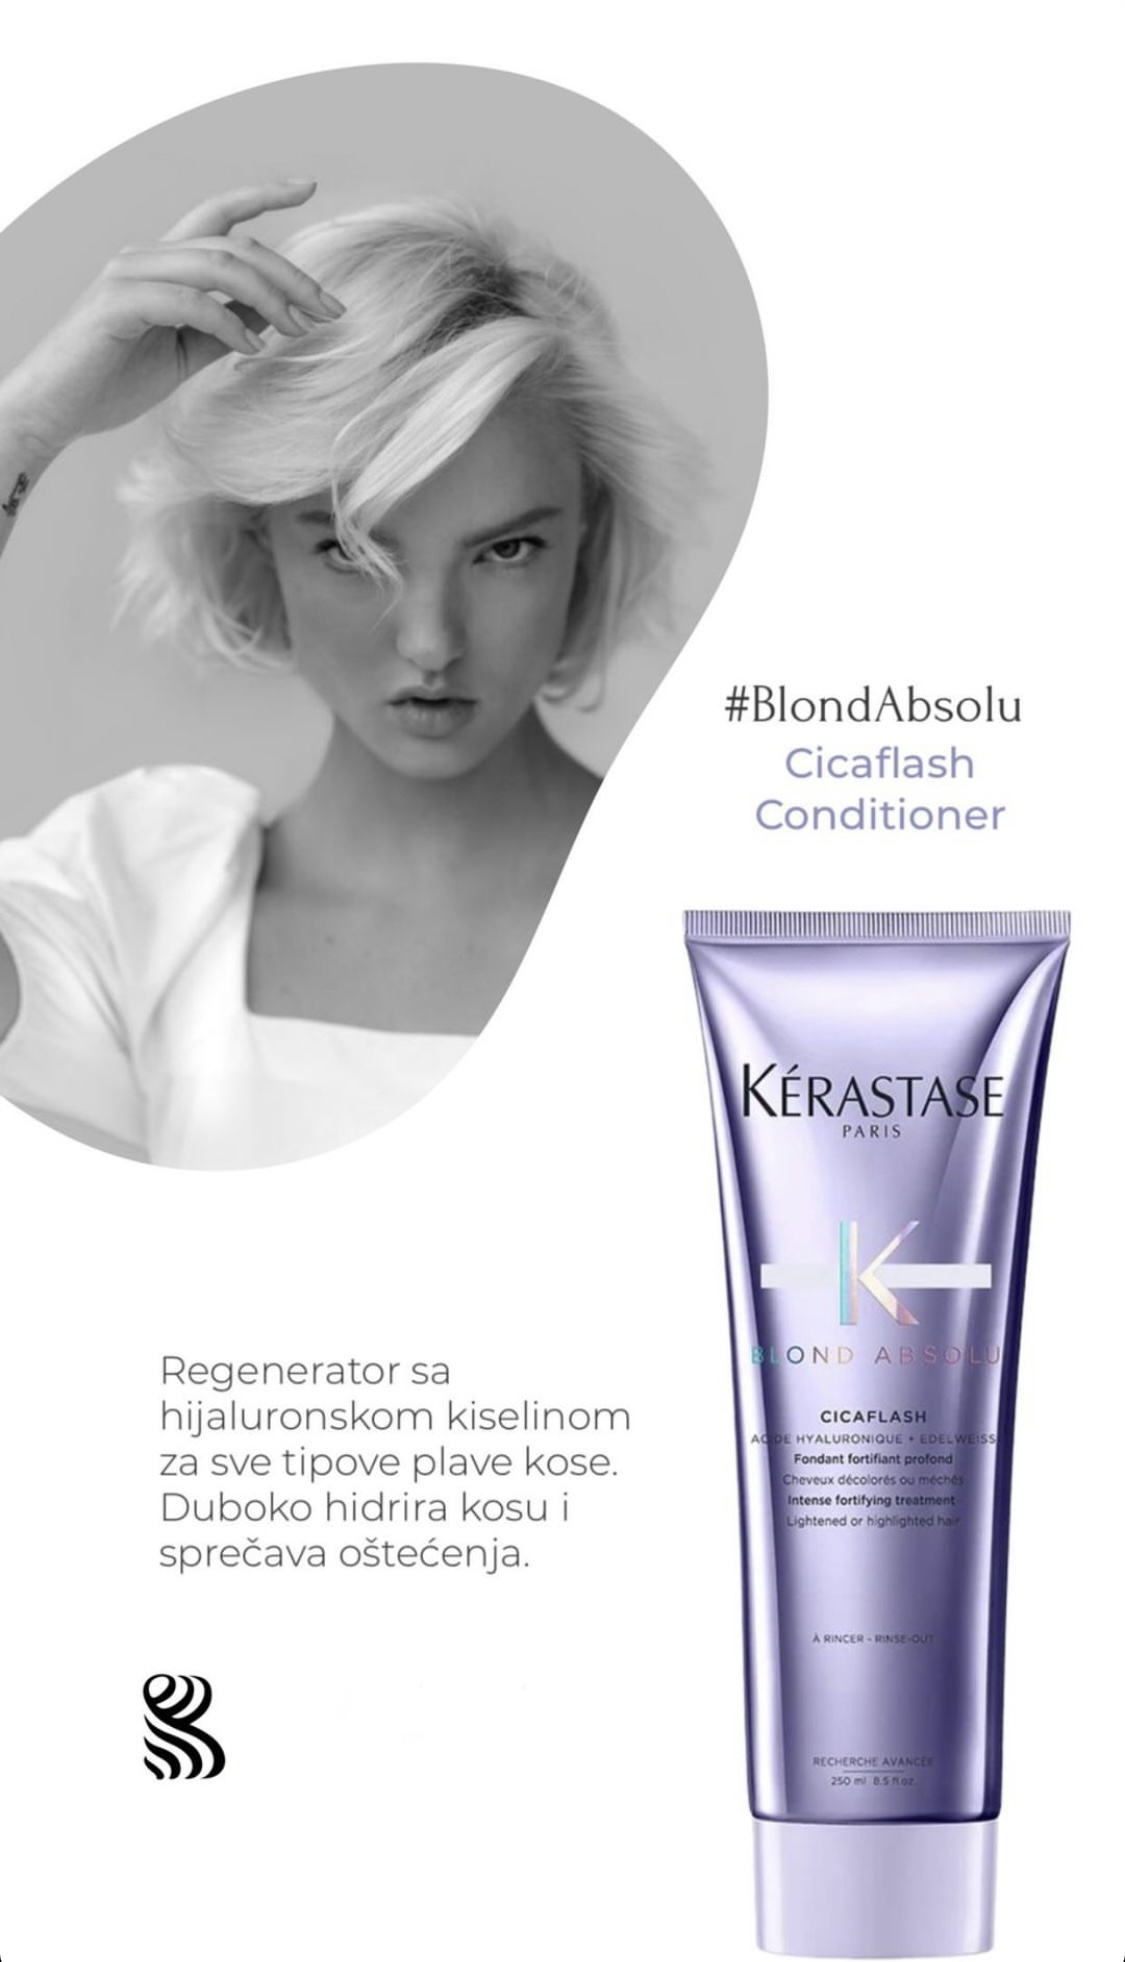 #BlondAbsolu
Cicaflash
Conditioner
KÉRASTASE
PARIS
K
BLOND ABSOLU
CICAFLASH
ACIDE HYALURONIQUE + EDELWEISS
Fondant fortifiant profond
Cheveux décolorés ou méchés
Intense fortifying treatment
Lightened or highlighted hair
À RINCER - RINSE-OUT
RECHERCHE AVANCÉE
250 ml 8.5 fl.oz.
Regenerator sa
hijaluronskom kiselinom
za sve tipove plave kose.
Duboko hidrira kosu i
sprečava oštećenja.